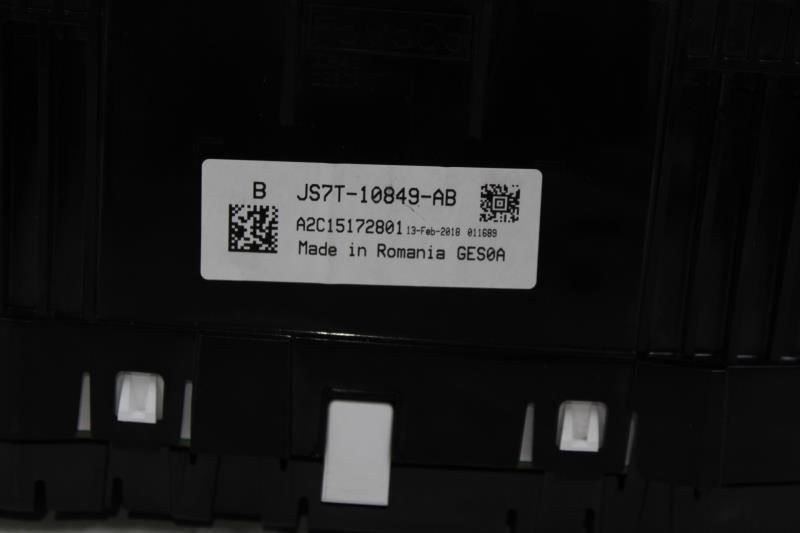 B JS7T-10849-AB
A2C15172801 13-Feb-2018 011689
Made in Romania GES0A